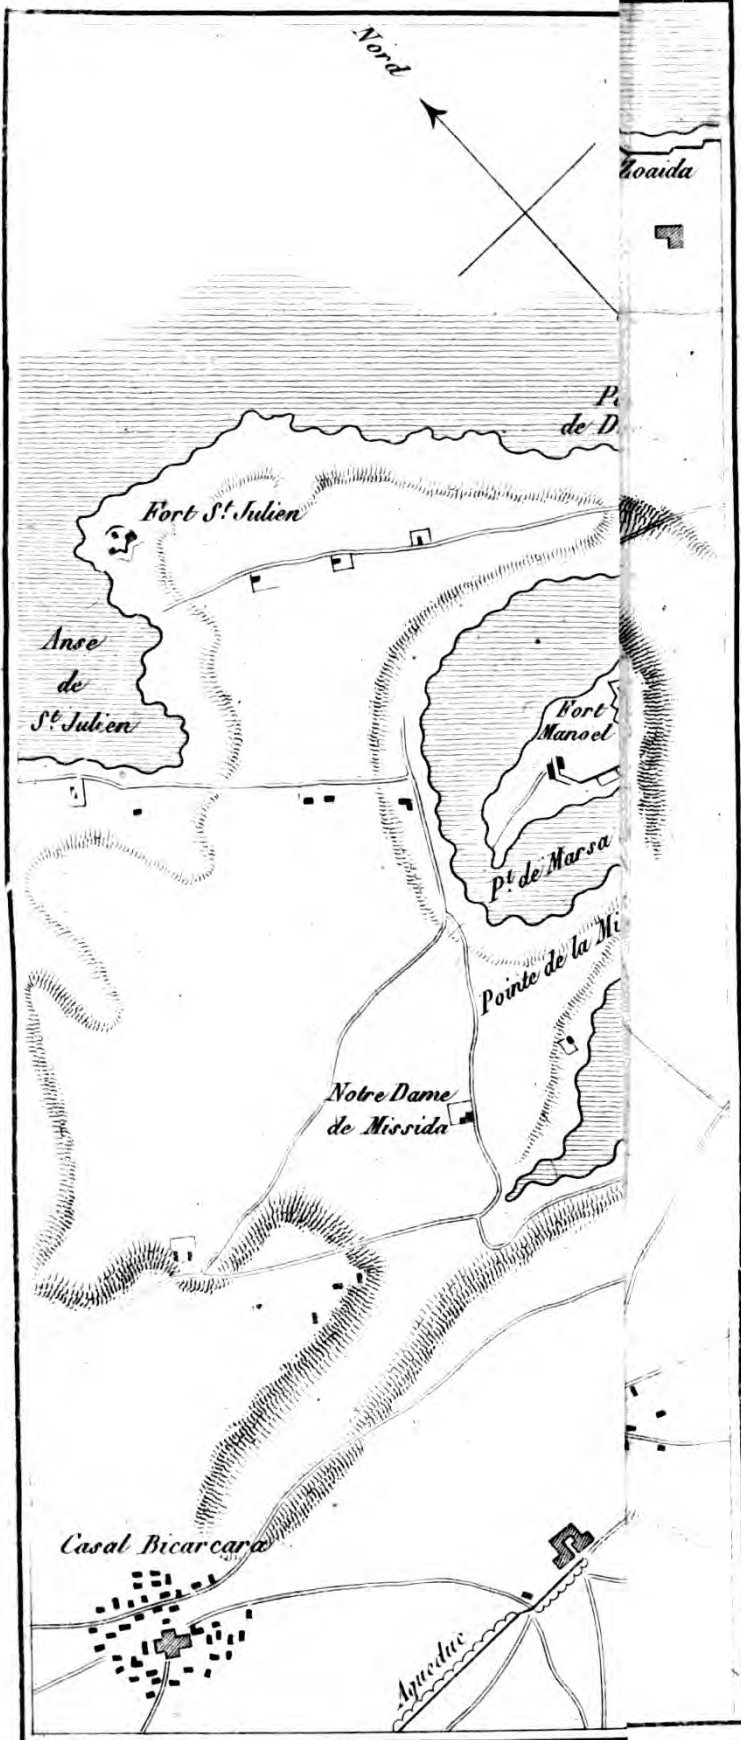 Nord
Zoaida
de
Fort St. Julien
Anse
de
St. Julien
Fort
Manoel
Pt. de Marsa
Pointe de la
Notre Dame
de Missida
Casal Bicarcara
Aqueduc